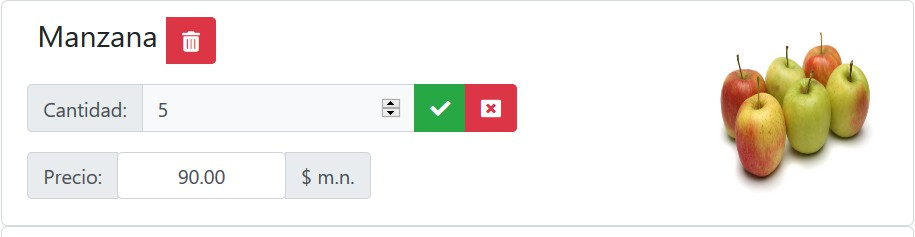 Manzana
Cantidad: 5
Precio: 90.00 $ m.n.